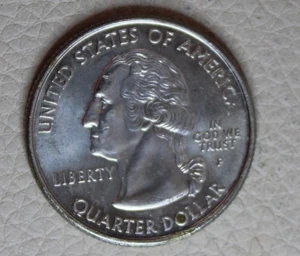 UNITED STATES OF AMERICA
LIBERTY
IN
GOD WE
TRUST
P
QUARTER DOLLAR